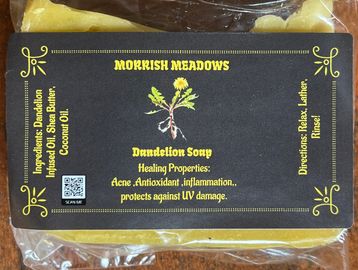 MORRISH MEADOWS
Dandelion Soap
Healing Properties:
Acne ,Antioxidant ,inflammation,.
protects against UV damage.
Ingredients: Dandelion
Infused Oil, Shea Butter,
Coconut Oil.
SCAN ME
Directions: Relax, Lather,
Rinse!